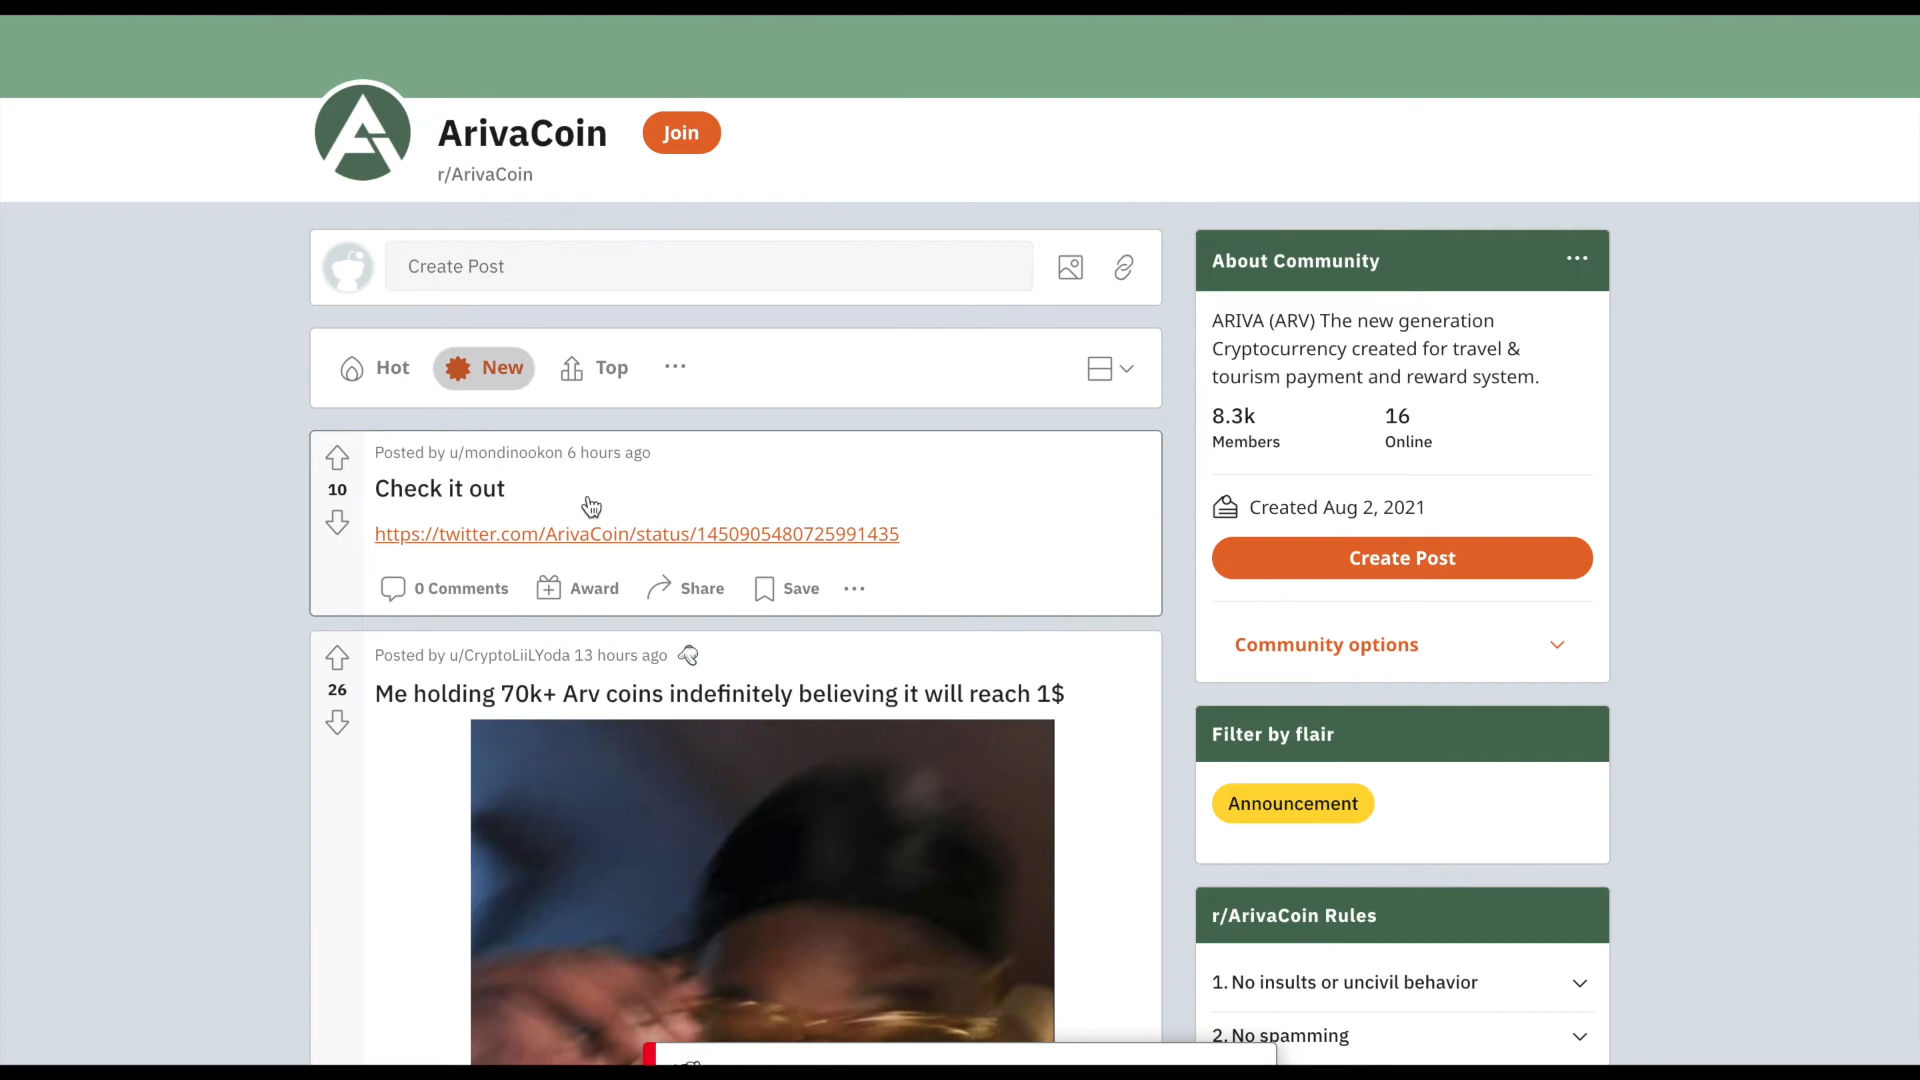 ArivaCoin
Join
r/ArivaCoin
Create Post
Hot
New
Top
Posted by u/mondinookon 6 hours ago
10
Check it out
https://twitter.com/ArivaCoin/status/1450905480725991435
0 Comments
Award
Share
Save
Posted by u/CryptoLiiLYoda 13 hours ago
26
Me holding 70k+ Arv coins indefinitely believing it will reach 1$
About Community
ARIVA (ARV) The new generation
Cryptocurrency created for travel &
tourism payment and reward system.
8.3k
16
Members
Online
Created Aug 2, 2021
Create Post
Community options
Filter by flair
Announcement
r/ArivaCoin Rules
1. No insults or uncivil behavior
2. No spamming